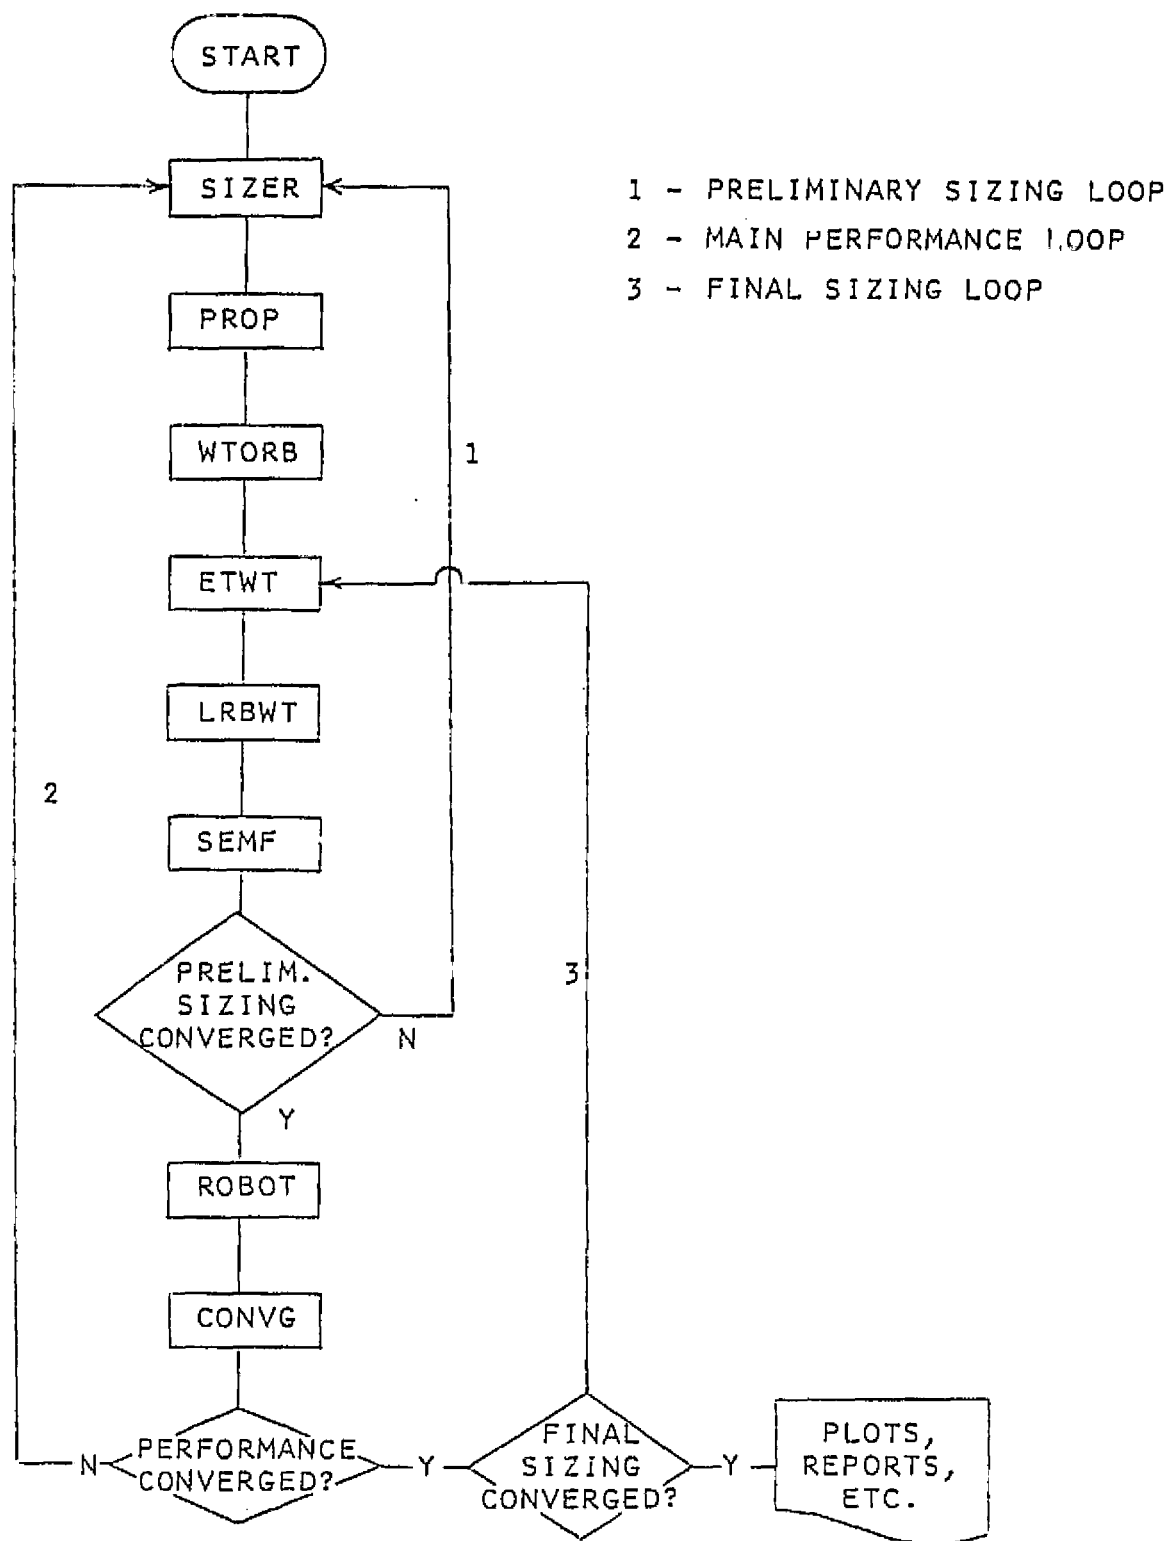 START
SIZER
1 - PRELIMINARY SIZING LOOP
2 - MAIN PERFORMANCE LOOP
3 - FINAL SIZING LOOP
PROP
WTORB
1
ETWT
LRBWT
2
SEMF
3
PRELIM.
SIZING
CONVERGED?
N
Y
ROBOT
CONVG
N
PERFORMANCE
CONVERGED?
Y
FINAL
SIZING
CONVERGED?
Y
PLOTS,
REPORTS,
ETC.